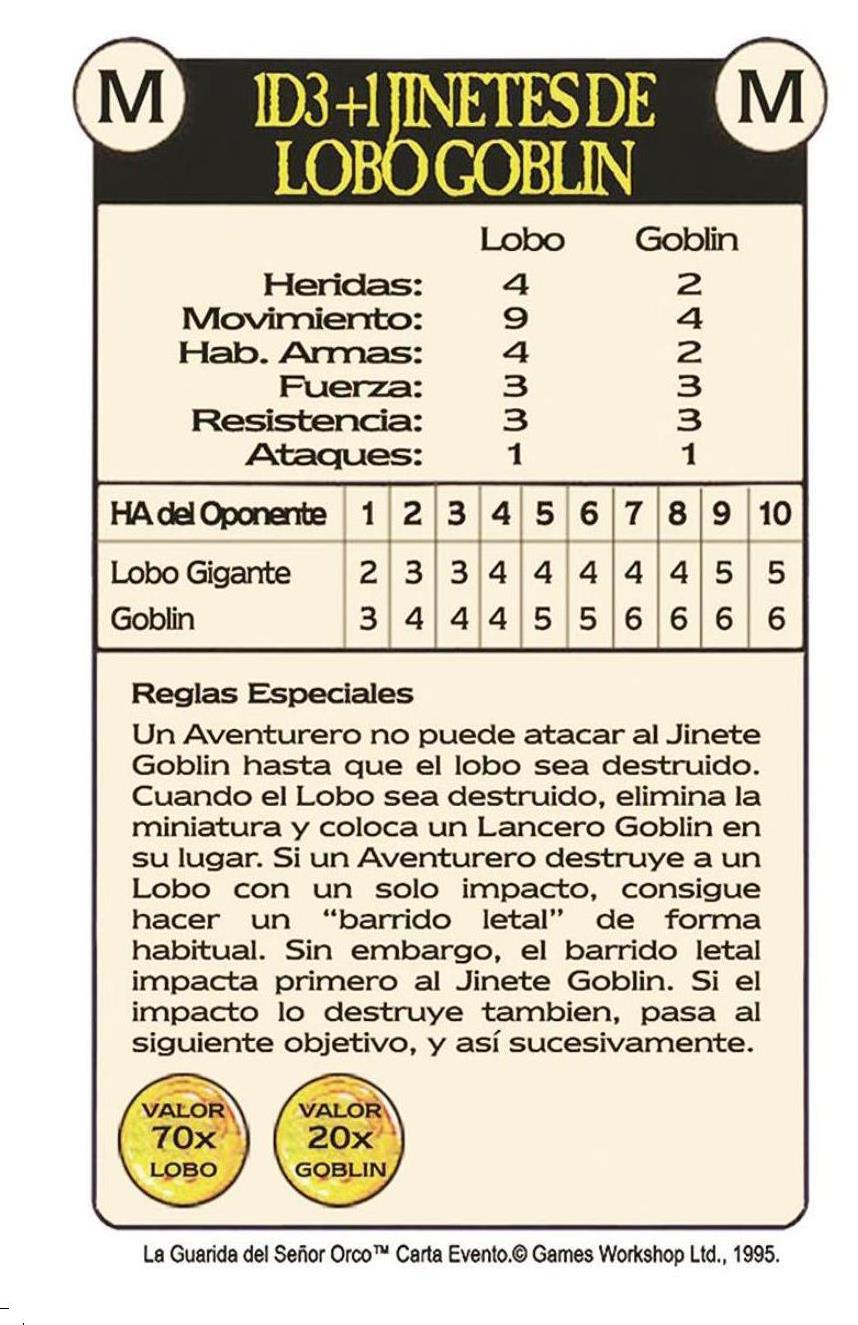 M
1D3+1 JINETES DE
LOBO GOBLIN
M
Lobo Goblin
Heridas: 4 2
Movimiento: 9 4
Hab. Armas: 4 2
Fuerza: 3 3
Resistencia: 3 3
Ataques: 1 1
HA del Oponente 1 2 3 4 5 6 7 8 9 10
Lobo Gigante 2 3 3 4 4 4 4 4 5 5
Goblin 3 4 4 4 5 5 6 6 6 6
Reglas Especiales
Un Aventurero no puede atacar al Jinete
Goblin hasta que el lobo sea destruido.
Cuando el Lobo sea destruido, elimina la
miniatura y coloca un Lancero Goblin en
su lugar. Si un Aventurero destruye a un
Lobo con un solo impacto, consigue
hacer un “barrido letal” de forma
habitual. Sin embargo, el barrido letal
impacta primero al Jinete Goblin. Si el
impacto lo destruye tambien, pasa al
siguiente objetivo, y así sucesivamente.
VALOR
70x
LOBO
VALOR
20x
GOBLIN
La Guarida del Señor Orco™ Carta Evento.© Games Workshop Ltd., 1995.